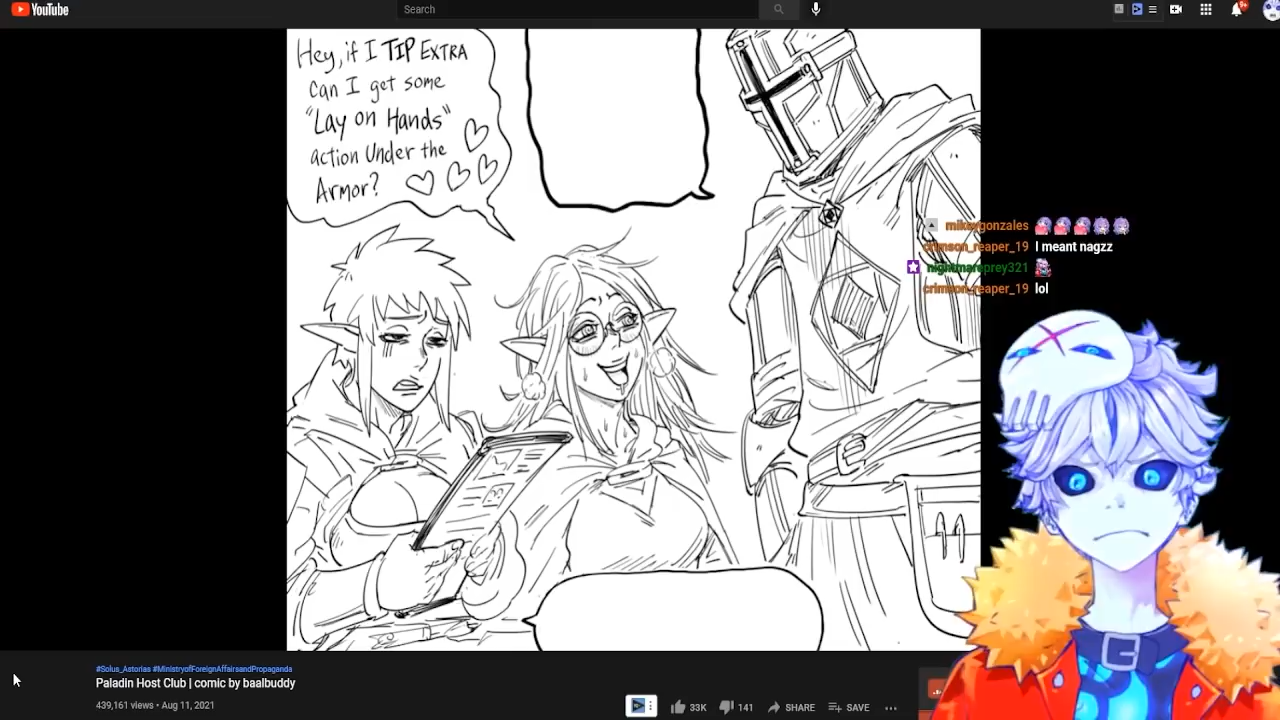 YouTube
Search
9+
Hey, if I TIP EXTRA
can I get some
"Lay on Hands"
action Under the
Armor?
mikeygonzales
crimson_reaper_19 I meant nagzz
nightmareprey321
crimson_reaper_19 lol
#Solus_Astorias #MinistryofForeignAffairsandPropaganda
Paladin Host Club | comic by baalbuddy
439,161 views • Aug 11, 2021
33K
141
SHARE
SAVE